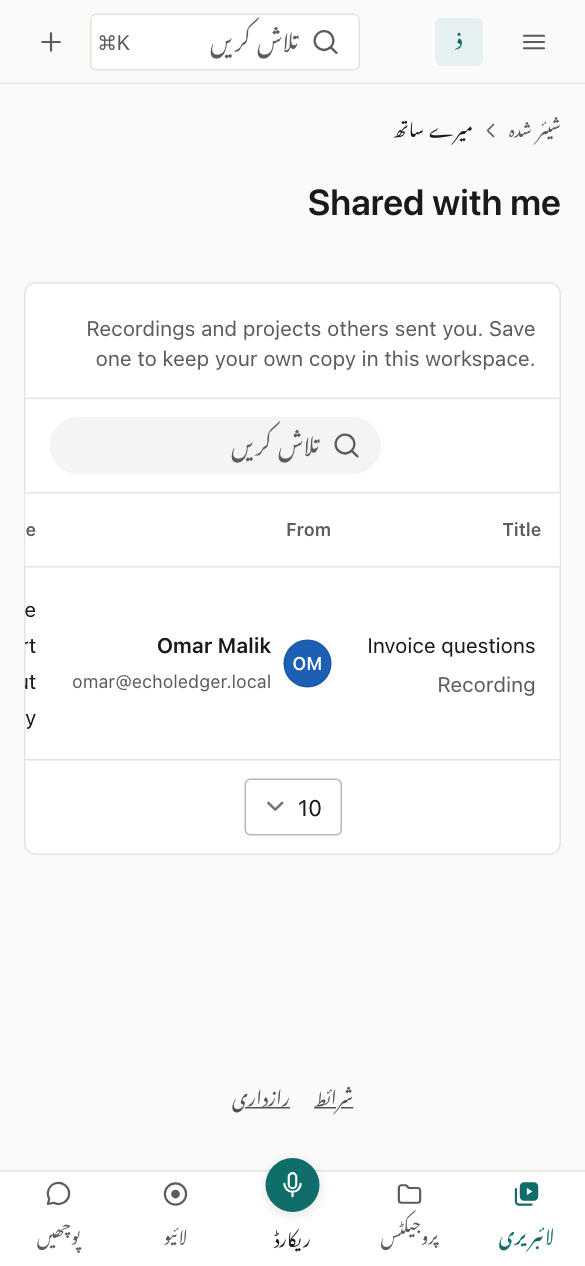 ذ
تلاش کریں ⌘K
شیئر شدہ > میرے ساتھ
Shared with me
Recordings and projects others sent you. Save
one to keep your own copy in this workspace.
تلاش کریں
Title From
Invoice questions
Recording
OM
Omar Malik
omar@echoledger.local
10
شرائط رازداری
لائبریری پروجیکٹس ریکارڈ لائیو پوچھیں